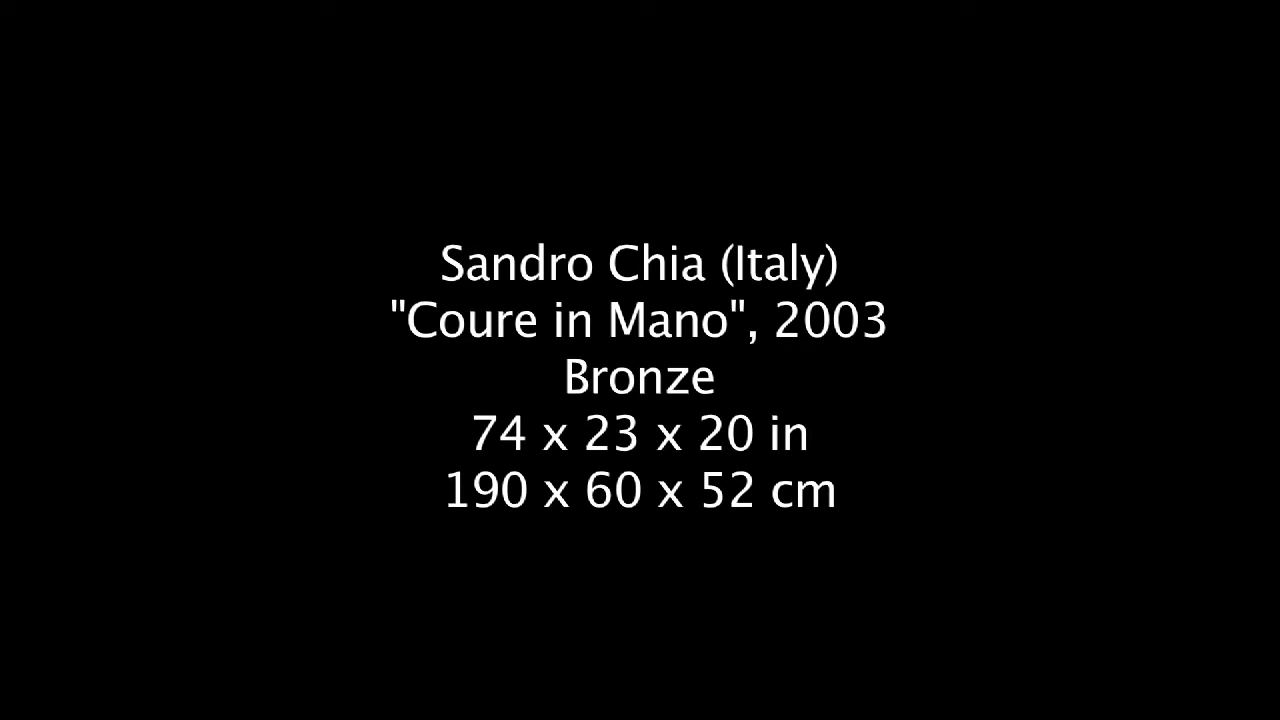 Sandro Chia (Italy)
"Coure in Mano", 2003
Bronze
74 x 23 x 20 in
190 x 60 x 52 cm